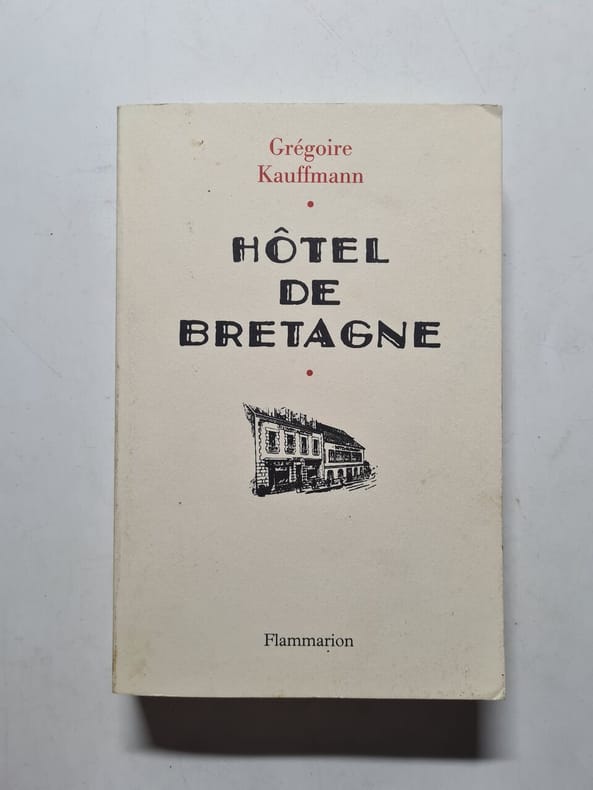 Grégoire
Kauffmann
HÔTEL
DE
BRETAGNE
Flammarion